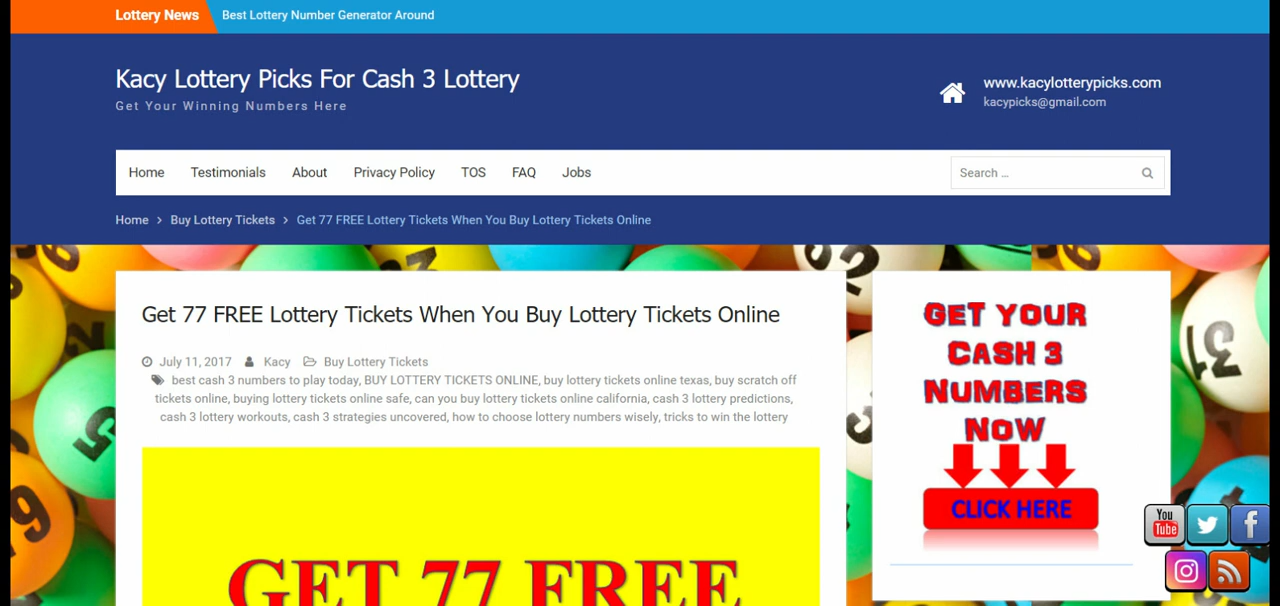 Lottery News
Best Lottery Number Generator Around
Kacy Lottery Picks For Cash 3 Lottery
Get Your Winning Numbers Here
www.kacylotterypicks.com
kacypicks@gmail.com
Home Testimonials About Privacy Policy TOS FAQ Jobs
Search ...
Home > Buy Lottery Tickets > Get 77 FREE Lottery Tickets When You Buy Lottery Tickets Online
Get 77 FREE Lottery Tickets When You Buy Lottery Tickets Online
July 11, 2017 Kacy Buy Lottery Tickets
best cash 3 numbers to play today, BUY LOTTERY TICKETS ONLINE, buy lottery tickets online texas, buy scratch off
tickets online, buying lottery tickets online safe, can you buy lottery tickets online california, cash 3 lottery predictions,
cash 3 lottery workouts, cash 3 strategies uncovered, how to choose lottery numbers wisely, tricks to win the lottery
GET 77 FREE
GET YOUR
CASH 3
NUMBERS
NOW
CLICK HERE
You
Tube
31
19
5